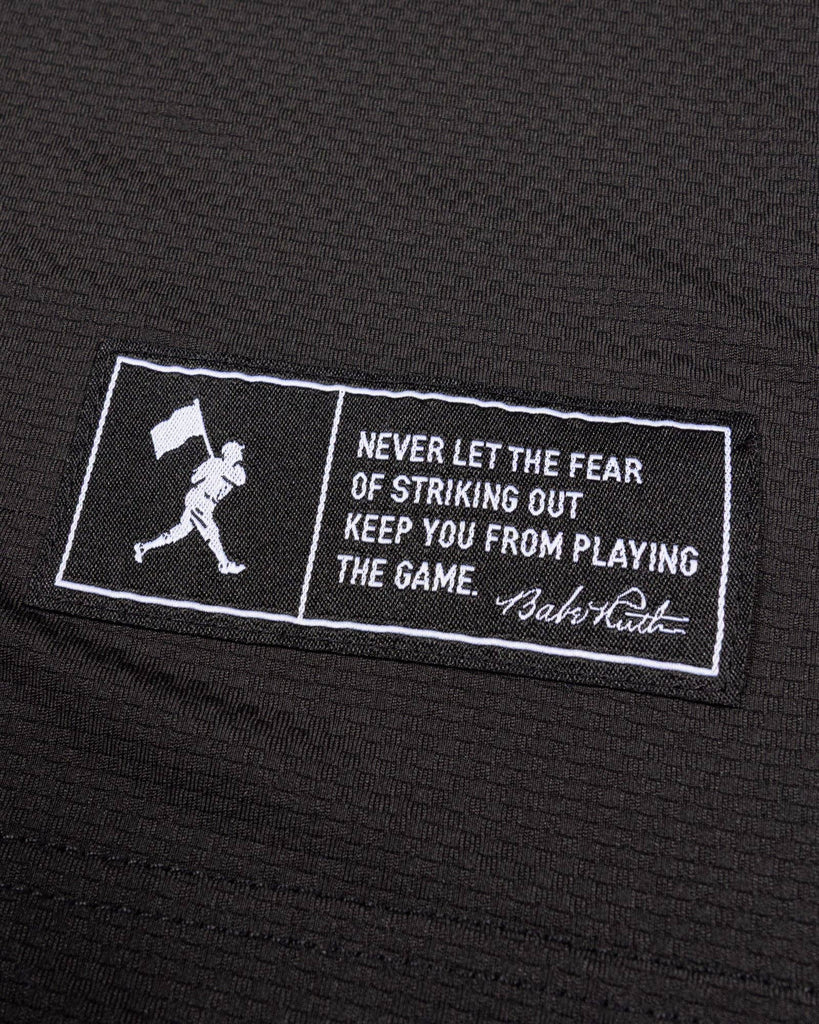 NEVER LET THE FEAR
OF STRIKING OUT
KEEP YOU FROM PLAYING
THE GAME.
Babe Ruth